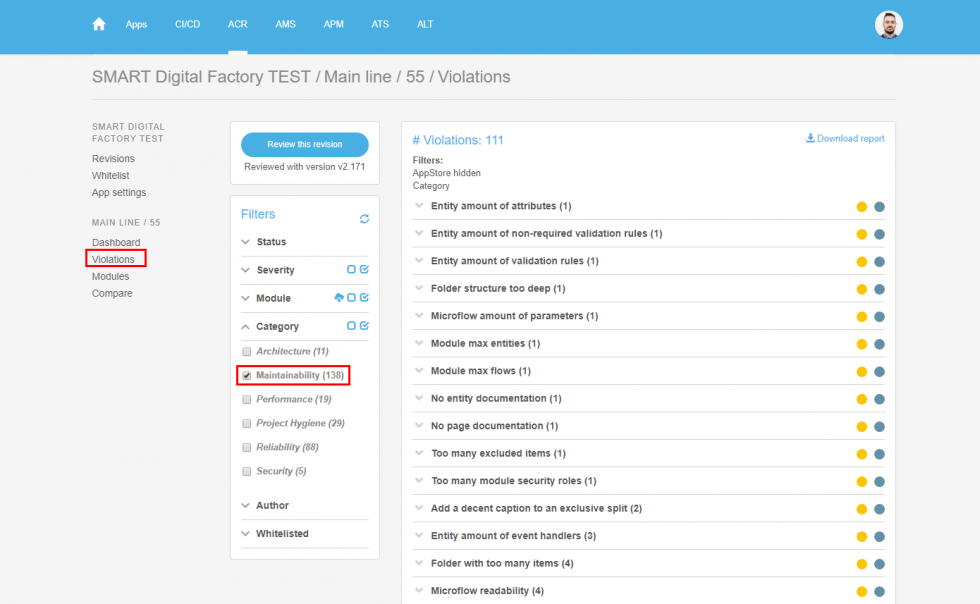 Apps CI/CD ACR AMS APM ATS ALT
SMART Digital Factory TEST / Main line / 55 / Violations
SMART DIGITAL
FACTORY TEST
Revisions
Whitelist
App settings
MAIN LINE / 55
Dashboard
Violations
Modules
Compare
Review this revision
Reviewed with version v2.171
Filters
Status
Severity
Module
Category
Architecture (11)
Maintainability (138)
Performance (19)
Project Hygiene (29)
Reliability (88)
Security (5)
Author
Whitelisted
# Violations: 111
Download report
Filters:
AppStore hidden
Category
Entity amount of attributes (1)
Entity amount of non-required validation rules (1)
Entity amount of validation rules (1)
Folder structure too deep (1)
Microflow amount of parameters (1)
Module max entities (1)
Module max flows (1)
No entity documentation (1)
No page documentation (1)
Too many excluded items (1)
Too many module security roles (1)
Add a decent caption to an exclusive split (2)
Entity amount of event handlers (3)
Folder with too many items (4)
Microflow readability (4)